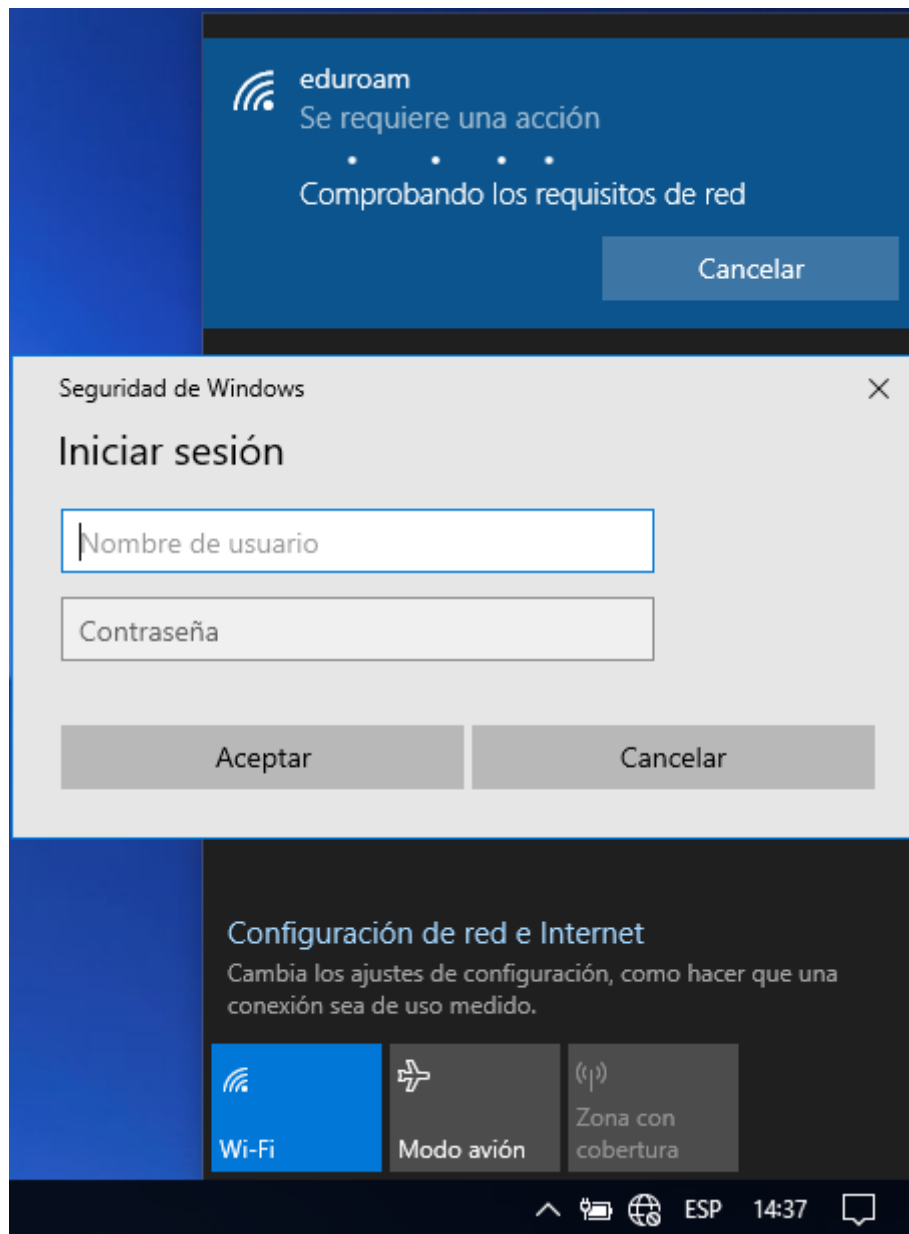 eduroam
Se requiere una acción
Comprobando los requisitos de red
Cancelar
Seguridad de Windows
Iniciar sesión
Nombre de usuario
Contraseña
Aceptar
Cancelar
Configuración de red e Internet
Cambia los ajustes de configuración, como hacer que una
conexión sea de uso medido.
Wi-Fi
Modo avión
Zona con
cobertura
ESP
14:37